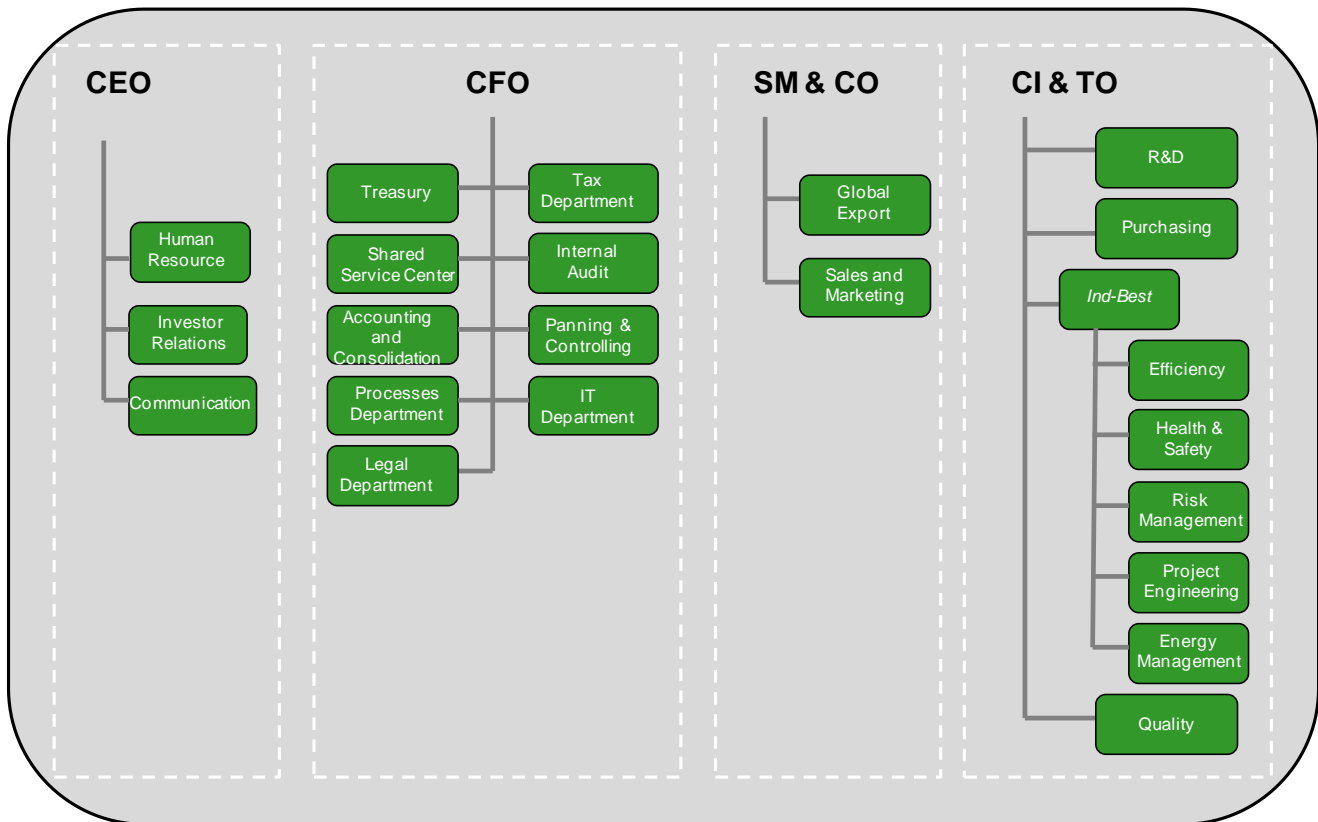 CEO
Human
Resource
Investor
Relations
Communication
CFO
Treasury
Tax
Department
Shared
Service Center
Internal
Audit
Accounting
and
Consolidation
Panning &
Controlling
Processes
Department
IT
Department
Legal
Department
SM & CO
Global
Export
Sales and
Marketing
CI & TO
R&D
Purchasing
Ind-Best
Efficiency
Health &
Safety
Risk
Management
Project
Engineering
Energy
Management
Quality